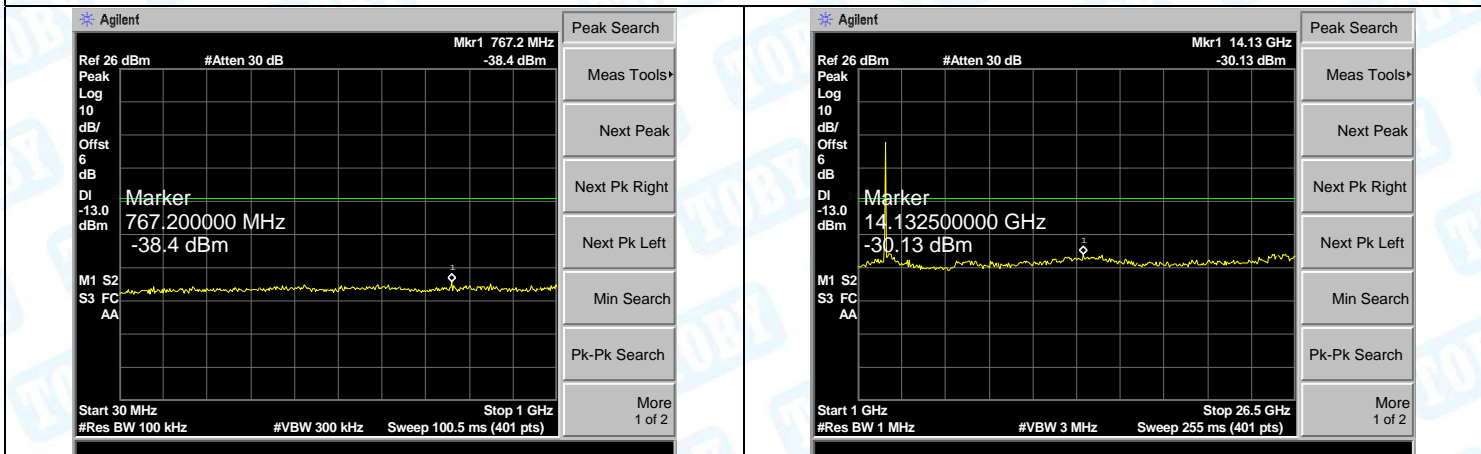 Agilent
Peak Search
Mkr1 767.2 MHz
Ref 26 dBm #Atten 30 dB -38.4 dBm
Peak
Log
10
dB/
Offst
6
dB
DI
-13.0
dBm
Marker
767.200000 MHz
-38.4 dBm
1
M1 S2
S3 FC
AA
Start 30 MHz Stop 1 GHz
#Res BW 100 kHz #VBW 300 kHz Sweep 100.5 ms (401 pts)
Meas Tools
Next Peak
Next Pk Right
Next Pk Left
Min Search
Pk-Pk Search
More
1 of 2
Agilent
Peak Search
Mkr1 14.13 GHz
Ref 26 dBm #Atten 30 dB -30.13 dBm
Peak
Log
10
dB/
Offst
6
dB
DI
-13.0
dBm
Marker
14.132500000 GHz
-30.13 dBm
1
M1 S2
S3 FC
AA
Start 1 GHz Stop 26.5 GHz
#Res BW 1 MHz #VBW 3 MHz Sweep 255 ms (401 pts)
Meas Tools
Next Peak
Next Pk Right
Next Pk Left
Min Search
Pk-Pk Search
More
1 of 2
TOBY